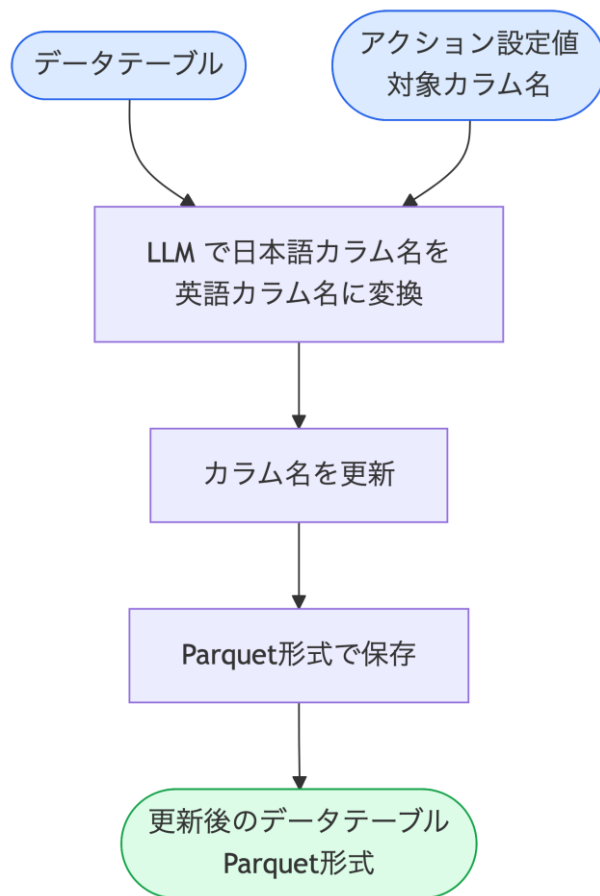 データテーブル
アクション設定値
対象カラム名
LLM で日本語カラム名を
英語カラム名に変換
カラム名を更新
Parquet形式で保存
更新後のデータテーブル
Parquet形式